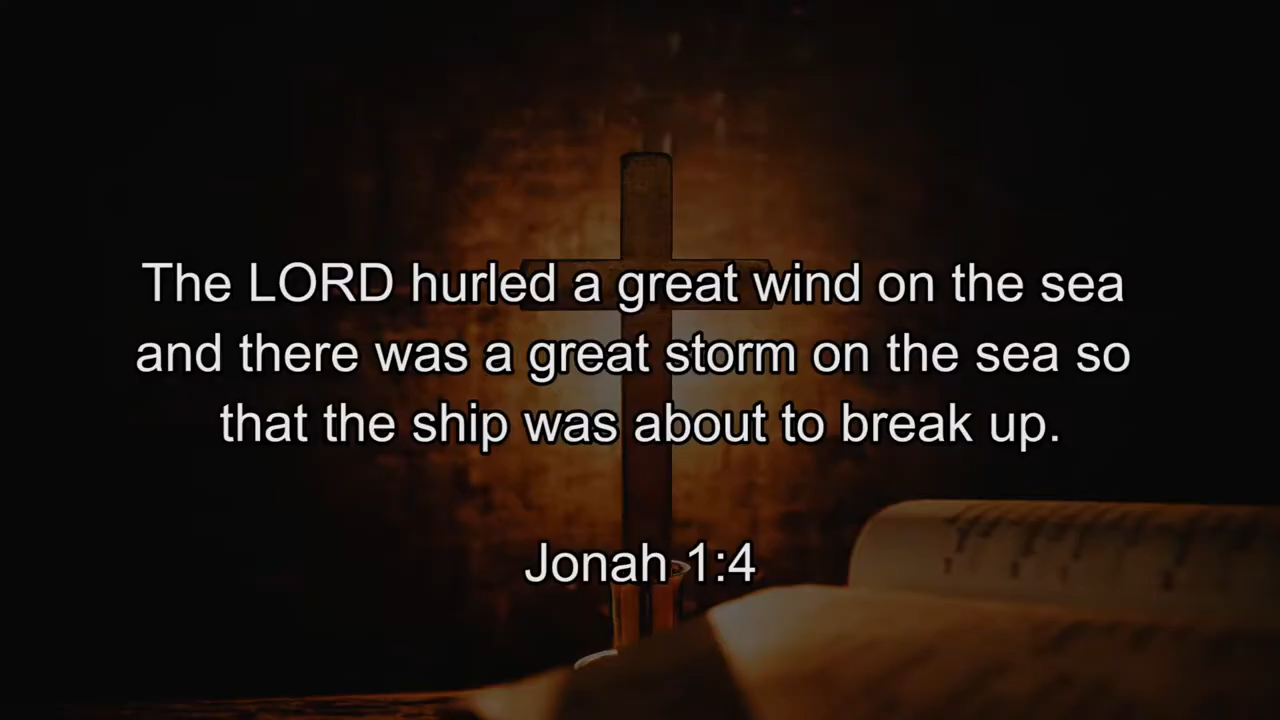 The LORD hurled a great wind on the sea
and there was a great storm on the sea so
that the ship was about to break up.
Jonah 1:4